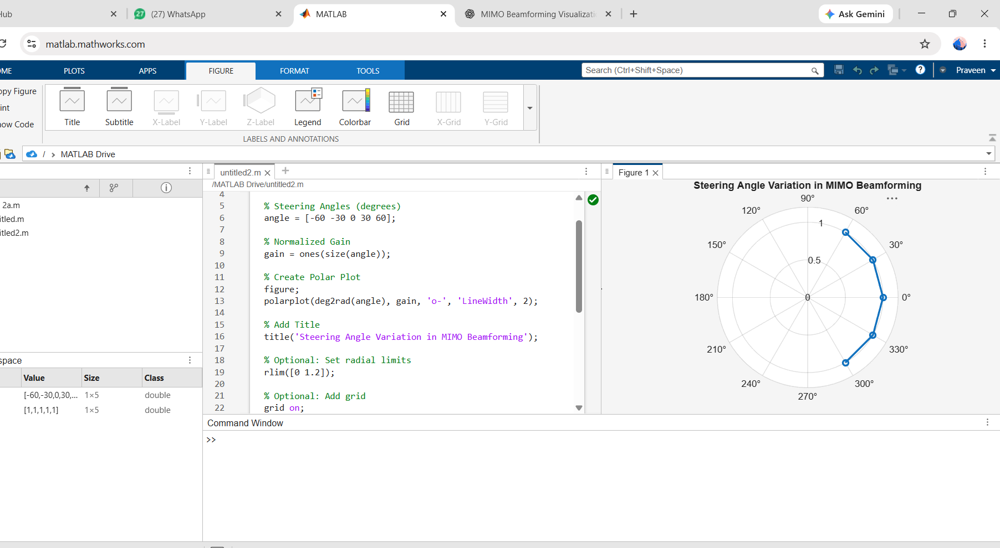 Hub
27
(27) WhatsApp
MATLAB
MIMO Beamforming Visualizati
Ask Gemini
matlab.mathworks.com
OME
PLOTS
APPS
FIGURE
FORMAT
TOOLS
Search (Ctrl+Shift+Space)
?
Praveen
opy Figure
int
how Code
Title
Subtitle
X-Label
Y-Label
Z-Label
Legend
Colorbar
Grid
X-Grid
Y-Grid
LABELS AND ANNOTATIONS
/ > MATLAB Drive
2a.m
itled.m
itled2.m
space
Value Size Class
[-60,-30,0,30,... 1×5 double
[1,1,1,1,1] 1×5 double
untitled2.m
/MATLAB Drive/untitled2.m
4
5 % Steering Angles (degrees)
6 angle = [-60 -30 0 30 60];
7
8 % Normalized Gain
9 gain = ones(size(angle));
10
11 % Create Polar Plot
12 figure;
13 polarplot(deg2rad(angle), gain, 'o-', 'LineWidth', 2);
14
15 % Add Title
16 title('Steering Angle Variation in MIMO Beamforming');
17
18 % Optional: Set radial limits
19 rlim([0 1.2]);
20
21 % Optional: Add grid
22 grid on;
Figure 1
Steering Angle Variation in MIMO Beamforming
90°
120°
60°
1
150°
30°
0.5
180°
0
0°
210°
330°
240°
300°
270°
Command Window
>>